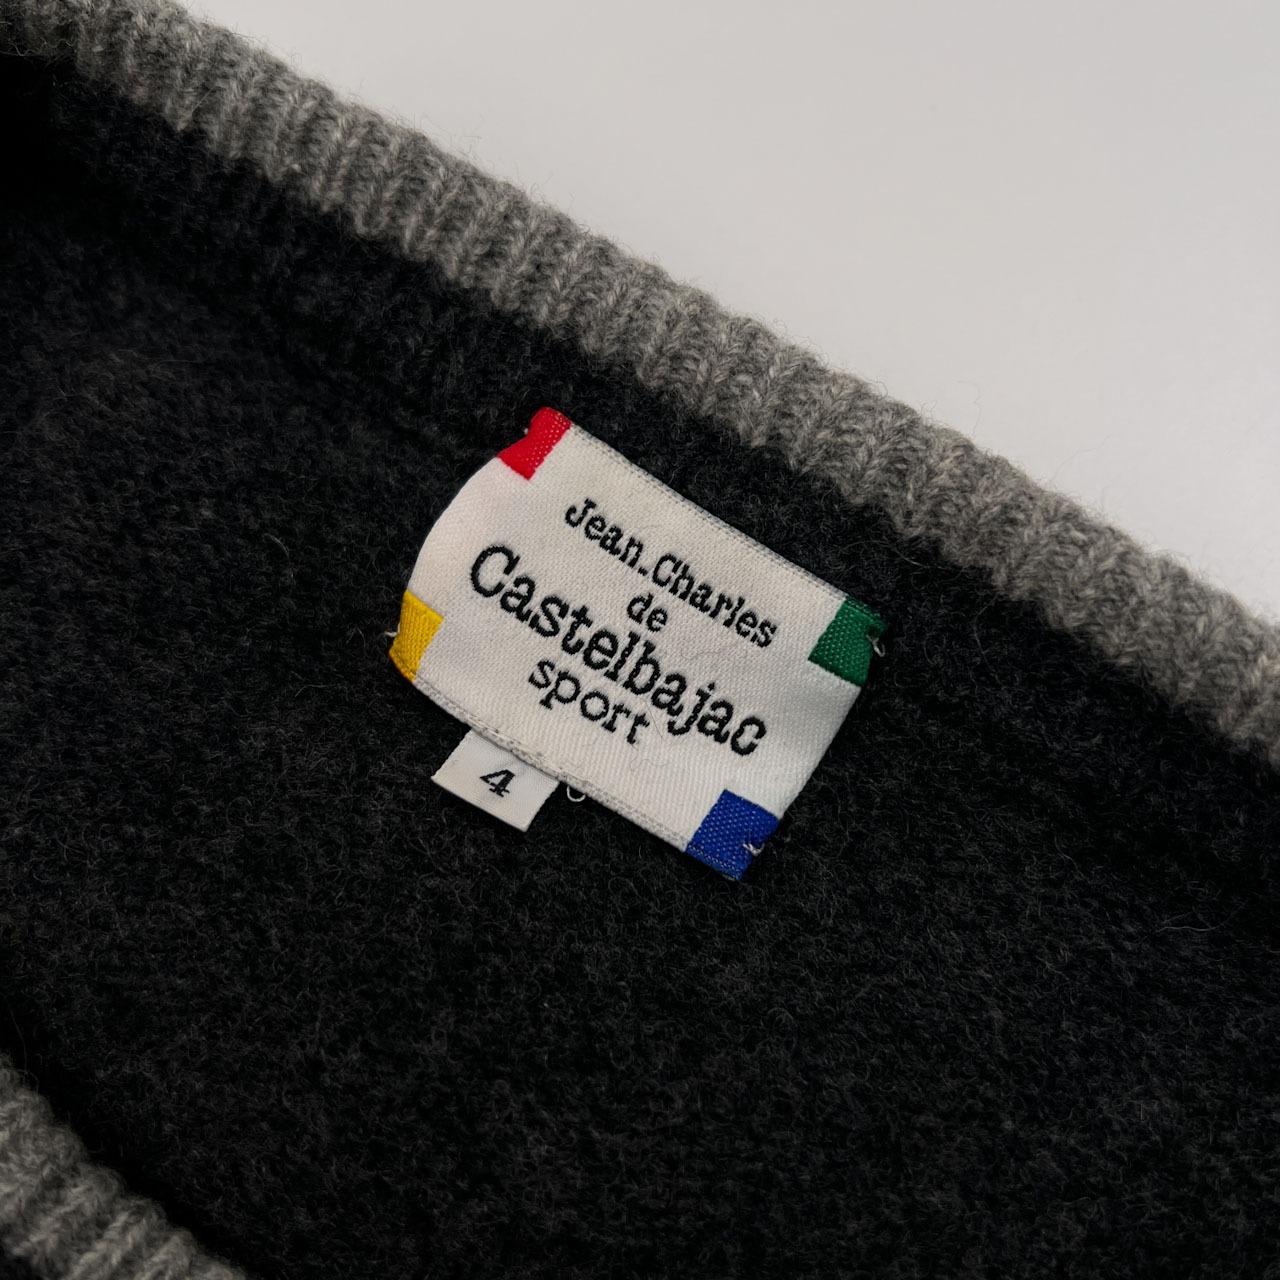 Jean-Charles
de
Castelbajac
sport
4